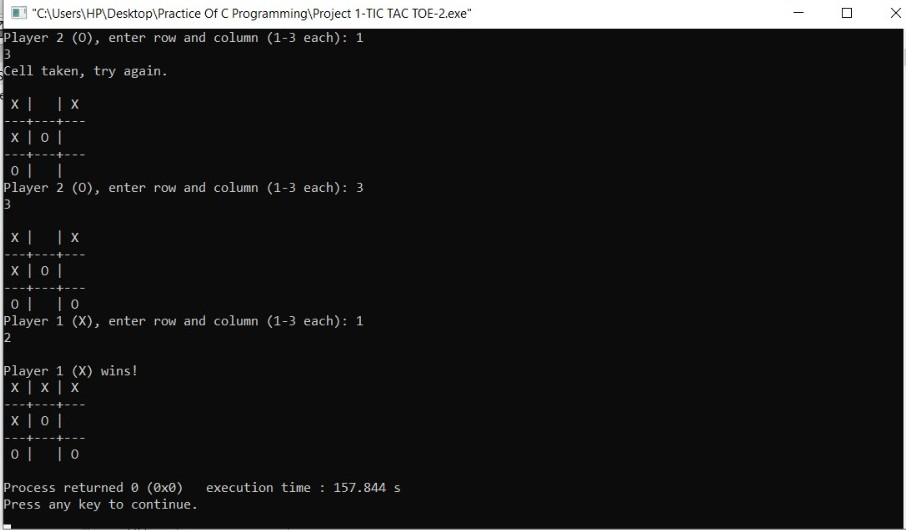 "C:\Users\HP\Desktop\Practice Of C Programming\Project 1-TIC TAC TOE-2.exe"
Player 2 (O), enter row and column (1-3 each): 1
3
Cell taken, try again.
X |   | X
---+---+---
X | O |
---+---+---
O |   |
Player 2 (O), enter row and column (1-3 each): 3
3
X |   | X
---+---+---
X | O |
---+---+---
O |   | O
Player 1 (X), enter row and column (1-3 each): 1
2
Player 1 (X) wins!
X | X | X
---+---+---
X | O |
---+---+---
O |   | O
Process returned 0 (0x0)   execution time : 157.844 s
Press any key to continue.